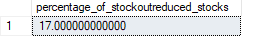 percentage_of_stockoutreduced_stocks
1 17.000000000000